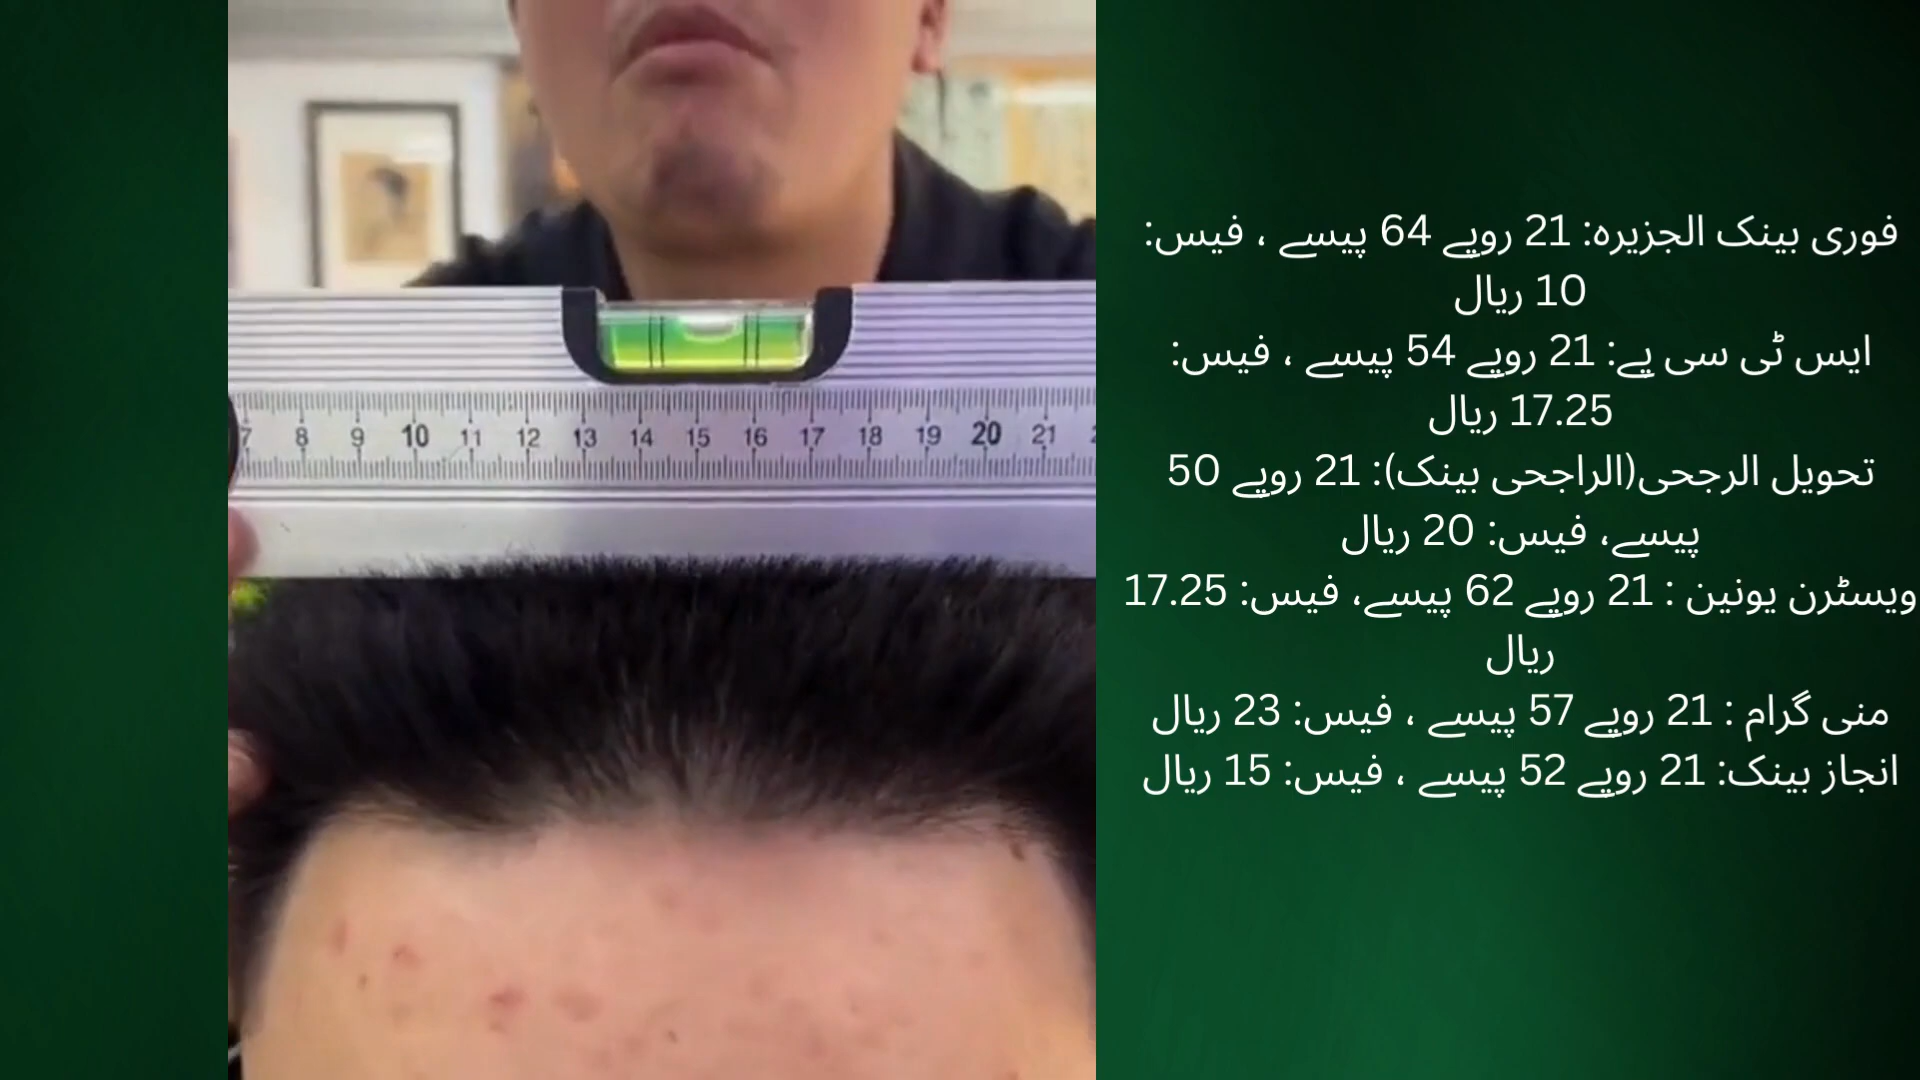 7 8 9 10 11 12 13 14 15 16 17 18 19 20 21
فوری بینک الجزیرہ: 21 روپے 64 پیسے ، فیس:
10 ریال
ایس ٹی سی پے: 21 روپے 54 پیسے ، فیس:
17.25 ریال
تحویل الرجحی(الراجحی بینک): 21 روپے 50
پیسے، فیس: 20 ریال
ویسٹرن یونین : 21 روپے 62 پیسے، فیس: 17.25
ریال
منی گرام : 21 روپے 57 پیسے ، فیس: 23 ریال
انجاز بینک: 21 روپے 52 پیسے ، فیس: 15 ریال